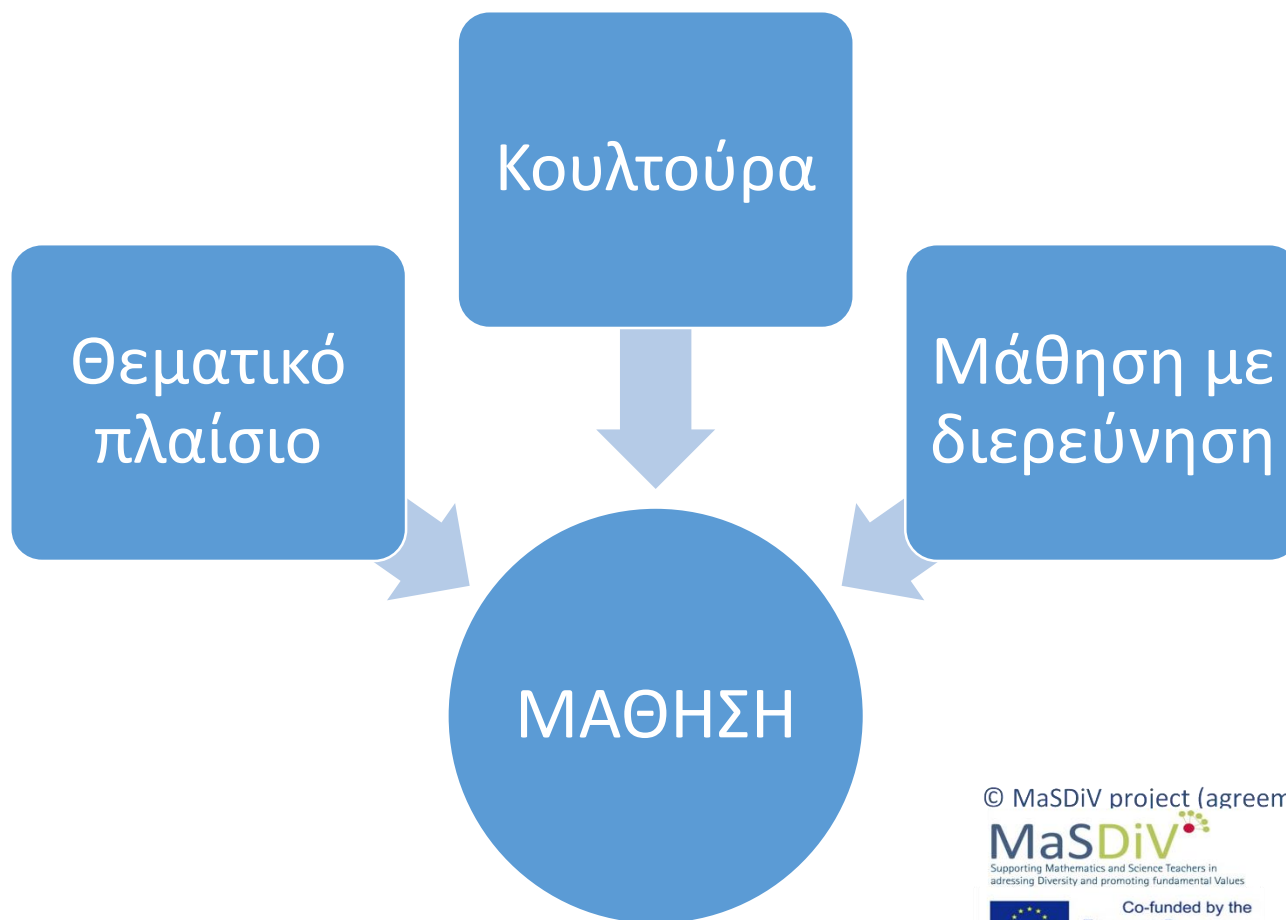 Κουλτούρα
Θεματικό
πλαίσιο
Μάθηση με
διερεύνηση
ΜΑΘΗΣΗ
© MaSDiV project (agreem
MaSDiV
Supporting Mathematics and Science Teachers in
adressing Diversity and promoting fundamental Values
Co-funded by the